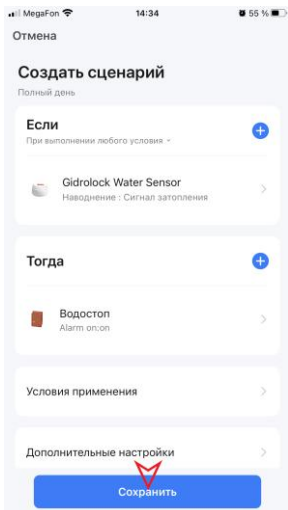 MegaFon 14:34 55 %
Отмена
Создать сценарий
Полный день
Если
При выполнении любого условия
Gidrolock Water Sensor
Наводнение : Сигнал затопления
Тогда
Водостоп
Alarm on:on
Условия применения
Дополнительные настройки
Сохранить